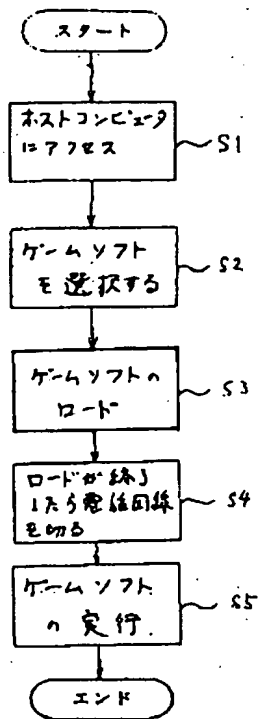 スタート
ホストコンピュータ
にアクセス
S1
ゲームソフト
を選択する
S2
ゲームソフトの
ロード
S3
ロードが終了
したら電話回線
を切る
S4
ゲームソフト
の実行
S5
エンド